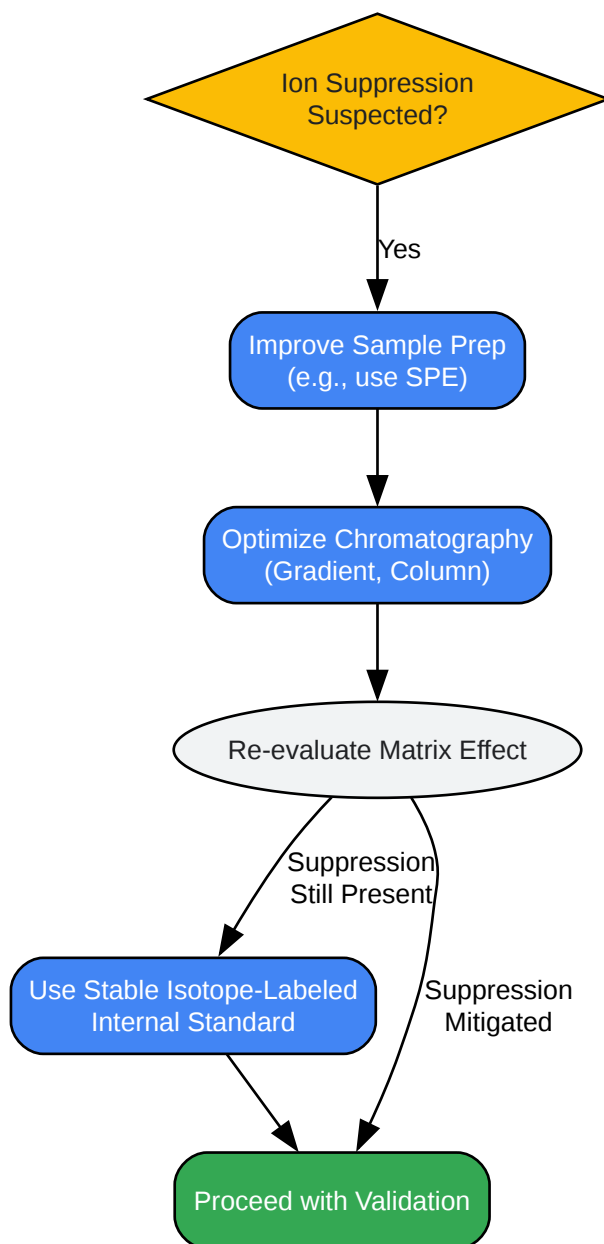 Ion Suppression
Suspected?
Yes
Improve Sample Prep
(e.g., use SPE)
Optimize Chromatography
(Gradient, Column)
Re-evaluate Matrix Effect
Suppression
Still Present
Use Stable Isotope-Labeled
Internal Standard
Suppression
Mitigated
Proceed with Validation